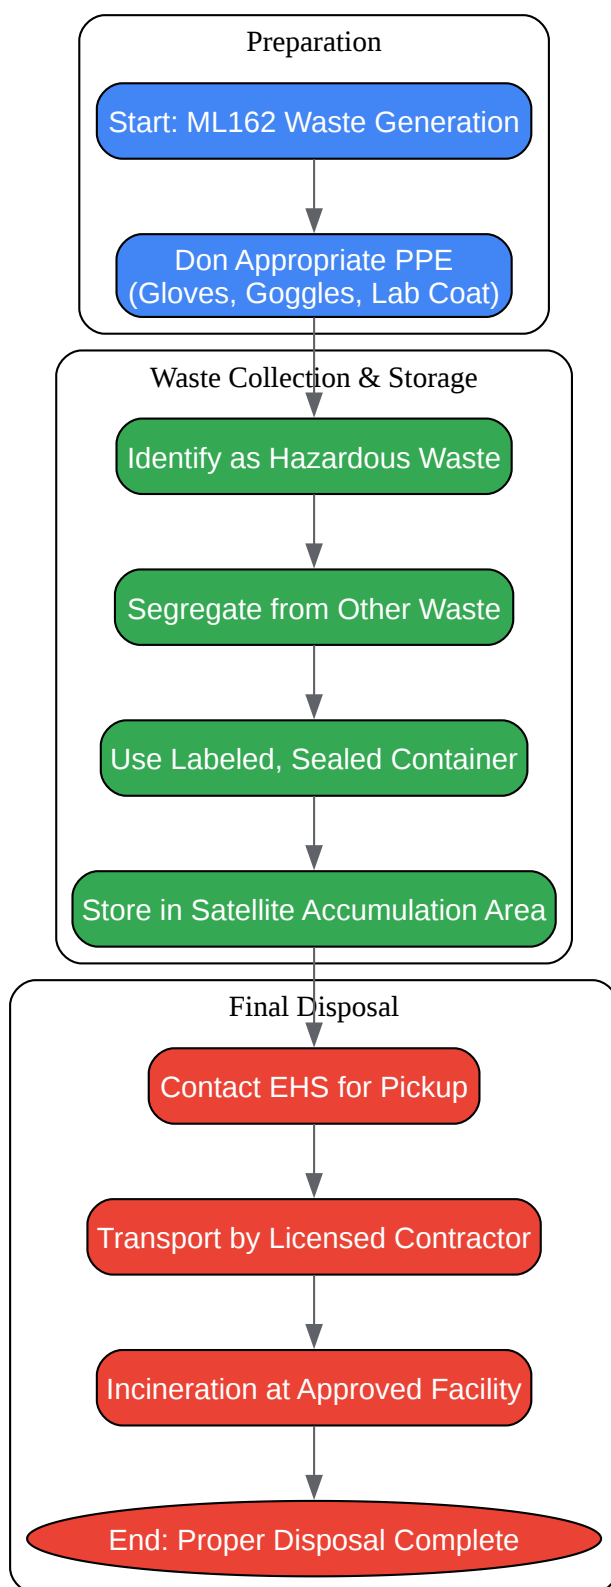 Preparation
Start: ML162 Waste Generation
Don Appropriate PPE
(Gloves, Goggles, Lab Coat)
Waste Collection & Storage
Identify as Hazardous Waste
Segregate from Other Waste
Use Labeled, Sealed Container
Store in Satellite Accumulation Area
Final Disposal
Contact EHS for Pickup
Transport by Licensed Contractor
Incineration at Approved Facility
End: Proper Disposal Complete